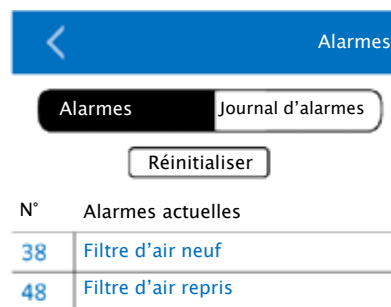 Alarmes
Alarmes Journal d’alarmes
Réinitialiser
N° Alarmes actuelles
38 Filtre d’air neuf
48 Filtre d’air repris